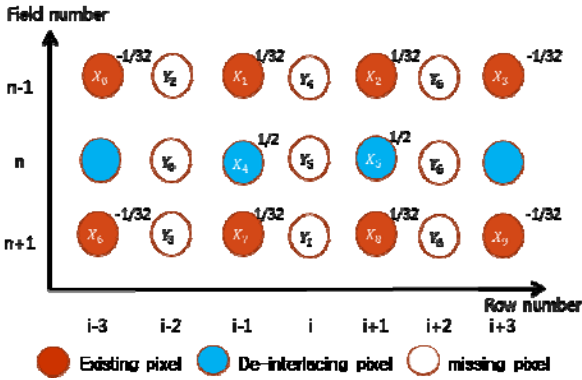 Field number
-1/32 1/32 1/32 -1/32
n-1 X₀ Y₂ X₁ Y₄ X₂ Y₆ X₃
1/2 1/2
n X₄ Y₅ X₅ Y₆
-1/32 1/32 1/32 -1/32
n+1 X₆ Y₃ X₇ X₈ Y₈ X₉
Row number
i-3 i-2 i-1 i i+1 i+2 i+3
Existing pixel De-interlacing pixel missing pixel